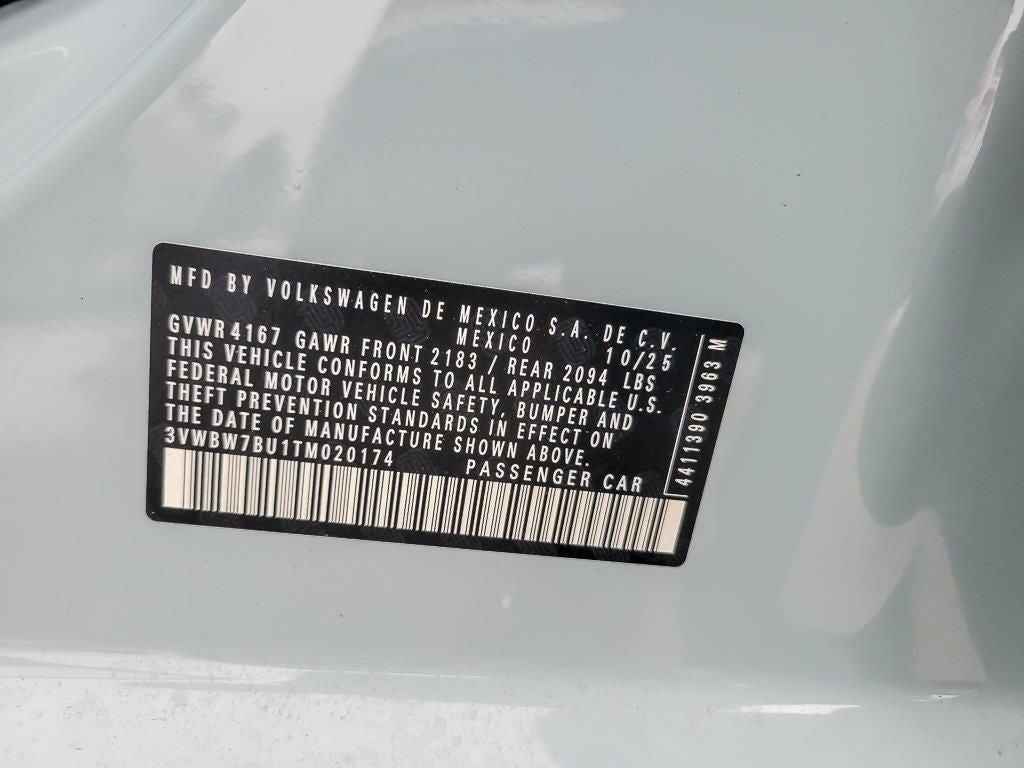 MFD BY VOLKSWAGEN DE MEXICO S.A. DE C.V.
MEXICO 10/25
GVWR 4167 GAWR FRONT 2183 / REAR 2094 LBS
THIS VEHICLE CONFORMS TO ALL APPLICABLE U.S.
FEDERAL MOTOR VEHICLE SAFETY, BUMPER AND
THEFT PREVENTION STANDARDS IN EFFECT ON
THE DATE OF MANUFACTURE SHOWN ABOVE.
3VWBW7BU1TM020174 PASSENGER CAR
4411390 3963 M